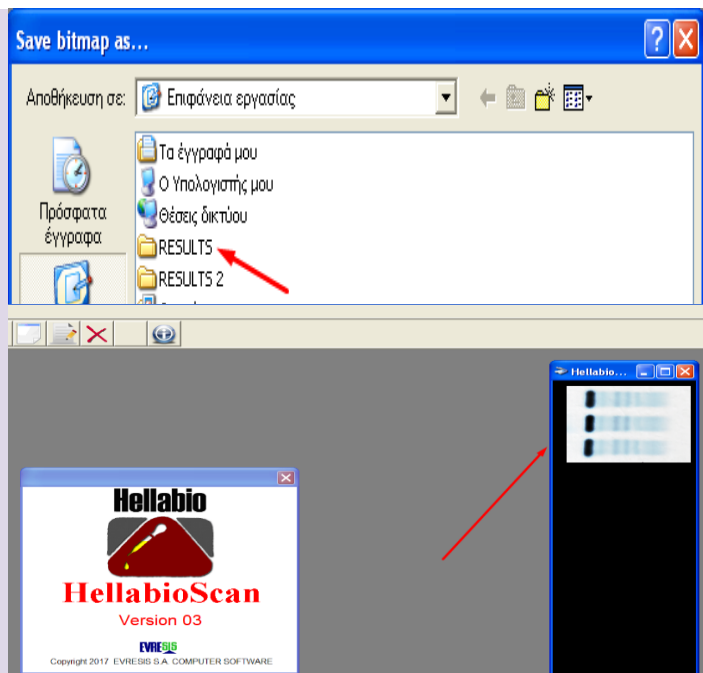 Save bitmap as...
Αποθήκευση σε: Επιφάνεια εργασίας
Τα έγγραφά μου
Ο Υπολογιστής μου
Θέσεις δικτύου
RESULTS
RESULTS 2
Πρόσφατα
έγγραφα
Hellabio...
Hellabio
HellabioScan
Version 03
EVRESIS
Copyright 2017 EVRESIS S.A. COMPUTER SOFTWARE